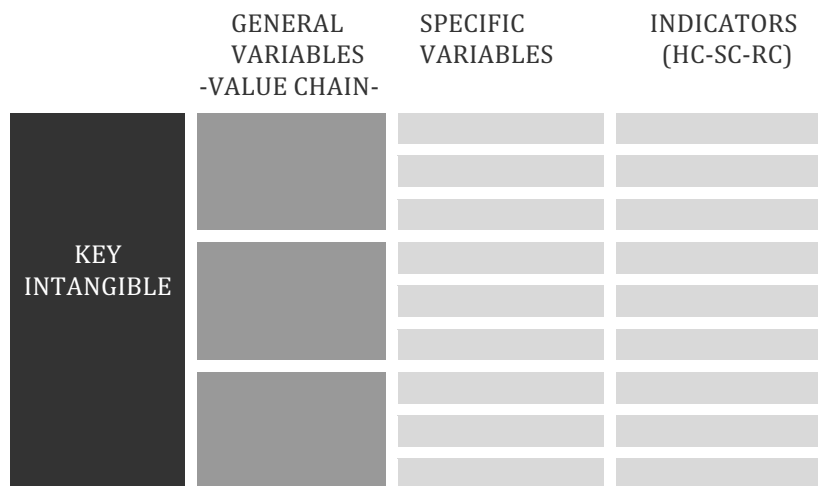 GENERAL
VARIABLES
-VALUE CHAIN-
SPECIFIC
VARIABLES
INDICATORS
(HC-SC-RC)
KEY
INTANGIBLE